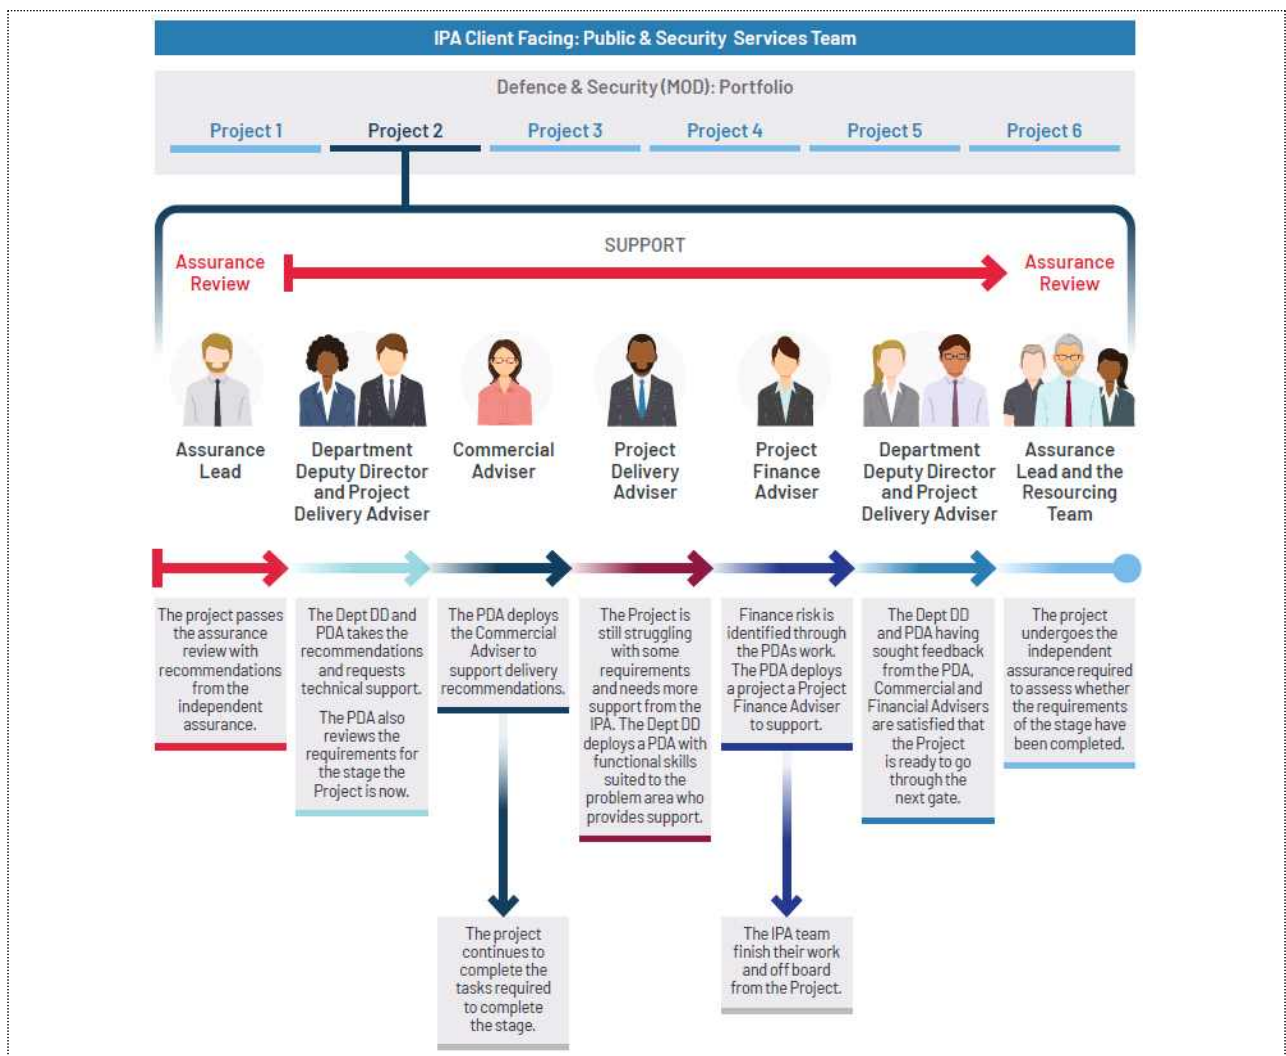 IPA Client Facing: Public & Security Services Team
Defence & Security (MOD): Portfolio
Project 1
Project 2
Project 3
Project 4
Project 5
Project 6
SUPPORT
Assurance
Review
Assurance
Review
Assurance
Lead
Department
Deputy Director
and Project
Delivery Adviser
Commercial
Adviser
Project
Delivery
Adviser
Project
Finance
Adviser
Department
Deputy Director
and Project
Delivery Adviser
Assurance
Lead and the
Resourcing
Team
The project passes
the assurance
review with
recommendations
from the
independent
assurance.
The Dept DD and
PDA takes the
recommendations
and requests
technical support.
The PDA also
reviews the
requirements for
the stage the
Project is now.
The PDA deploys
the Commercial
Adviser to
support delivery
recommendations.
The Project is
still struggling
with some
requirements
and needs more
support from the
IPA. The Dept DD
deploys a PDA with
functional skills
suited to the
problem area who
provides support.
Finance risk is
identified through
the PDAs work.
The PDA deploys
a project a Project
Finance Adviser
to support.
The Dept DD
and PDA having
sought feedback
from the PDA,
Commercial and
Financial Advisers
are satisfied that
the Project
is ready to go
through the
next gate.
The project
undergoes the
independent
assurance required
to assess whether
the requirements
of the stage have
been completed.
The project
continues to
complete the
tasks required
to complete
the stage.
The IPA team
finish their work
and off board
from the Project.